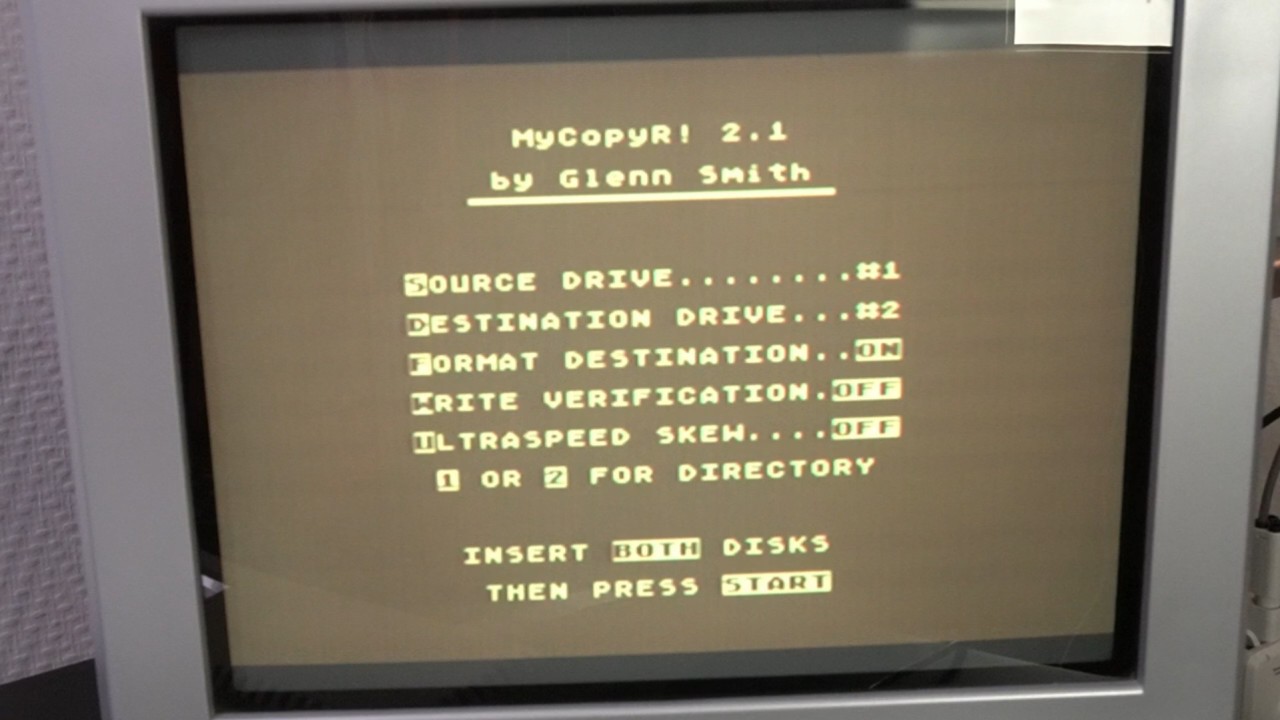 MyCopyR! 2.1
by Glenn Smith
SOURCE DRIVE........#1
DESTINATION DRIVE...#2
FORMAT DESTINATION..ON
WRITE VERIFICATION.OFF
ULTRASPEED SKEW....OFF
1 OR 2 FOR DIRECTORY
INSERT BOTH DISKS
THEN PRESS START